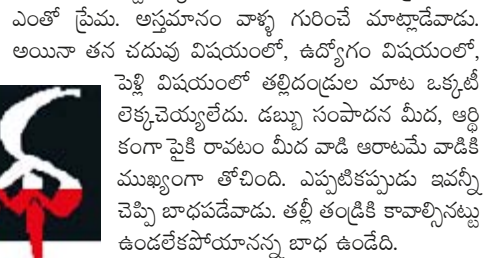 ఎంతో ప్రేమ. అస్తమానం వాళ్ళ గురించే మాట్లాడేవాడు.
అయినా తన చదువు విషయంలో, ఉద్యోగం విషయంలో,
పెళ్లి విషయంలో తల్లిదండ్రుల మాట ఒక్కటీ
లెక్కచెయ్యలేదు. డబ్బు సంపాదన మీద, ఆర్థి
కంగా పైకి రావటం మీద వాడి ఆరాటమే వాడికి
ముఖ్యంగా తోచింది. ఎప్పటికప్పుడు ఇవన్నీ
చెప్పి బాధపడేవాడు. తల్లీ తండ్రికి కావాల్సినట్టు
ఉండలేకపోయానన్న బాధ ఉండేది.